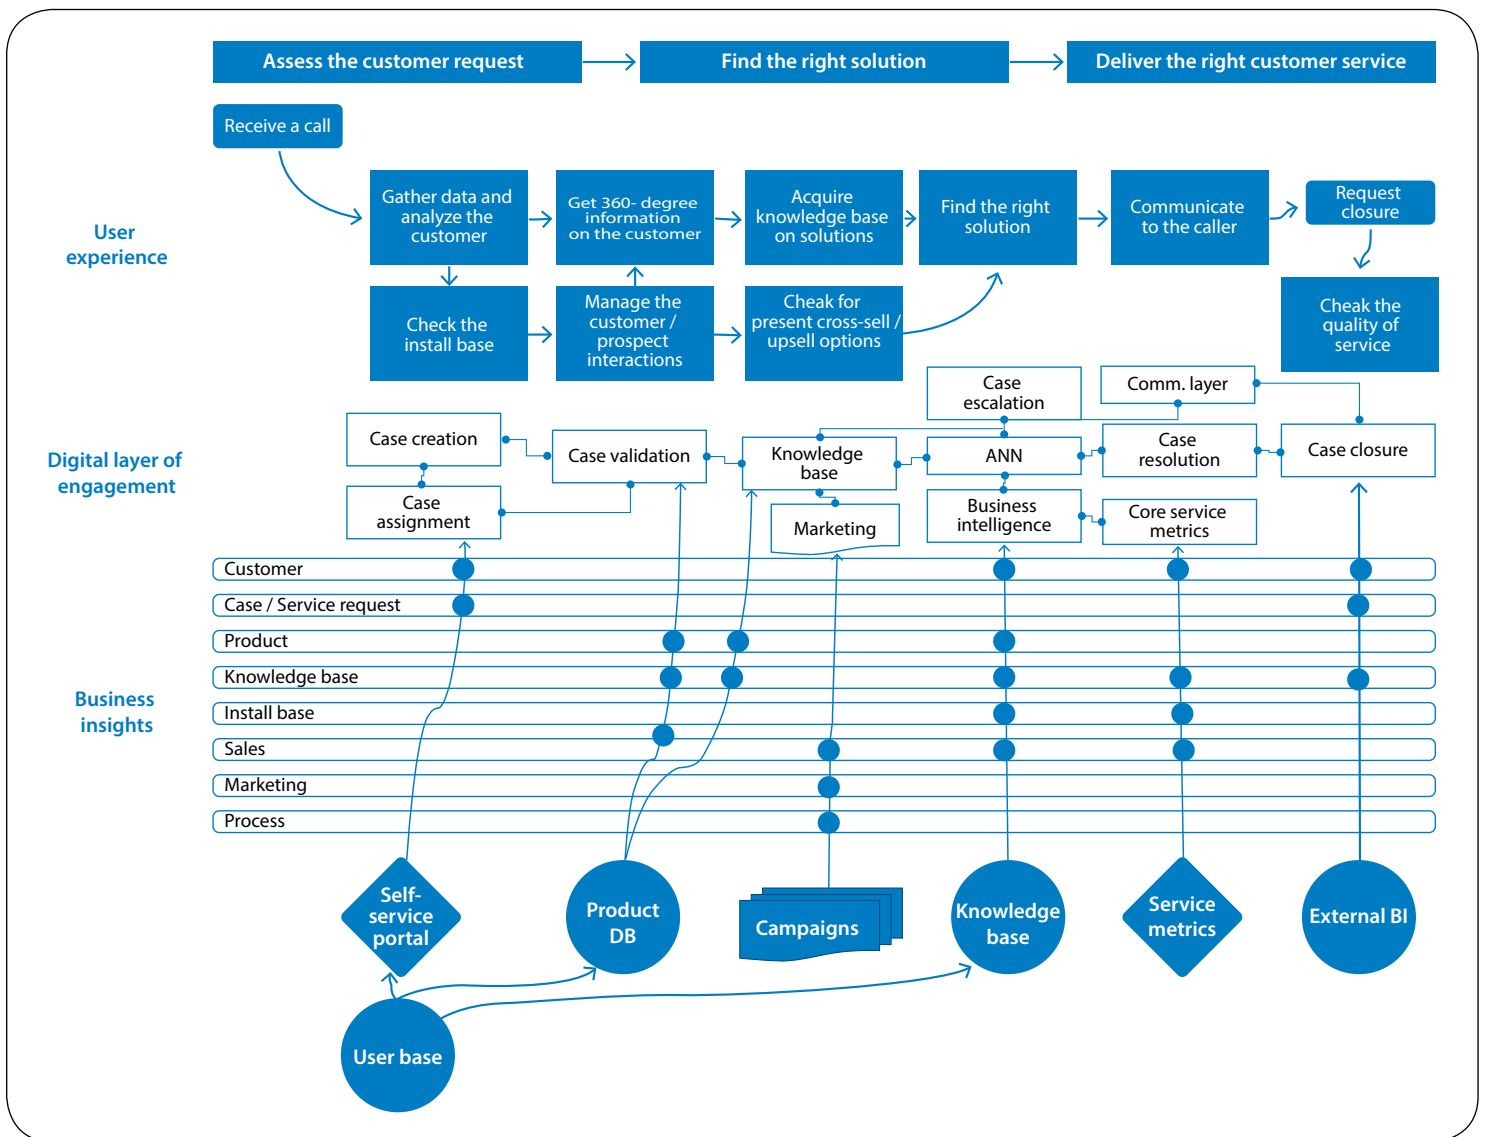 Assess the customer request
Find the right solution
Deliver the right customer service
Receive a call
User
experience
Gather data and
analyze the
customer
Get 360- degree
information
on the customer
Acquire
knowledge base
on solutions
Find the right
solution
Communicate
to the caller
Request
closure
Check the
install base
Manage the
customer /
prospect
interactions
Cheak for
present cross-sell /
upsell options
Cheak the
quality of
service
Digital layer of
engagement
Case creation
Case
assignment
Case validation
Knowledge
base
Marketing
Case
escalation
ANN
Business
intelligence
Comm. layer
Case
resolution
Core service
metrics
Case closure
Business
insights
Customer
Case / Service request
Product
Knowledge base
Install base
Sales
Marketing
Process
Self-
service
portal
Product
DB
Campaigns
Knowledge
base
Service
metrics
External BI
User base